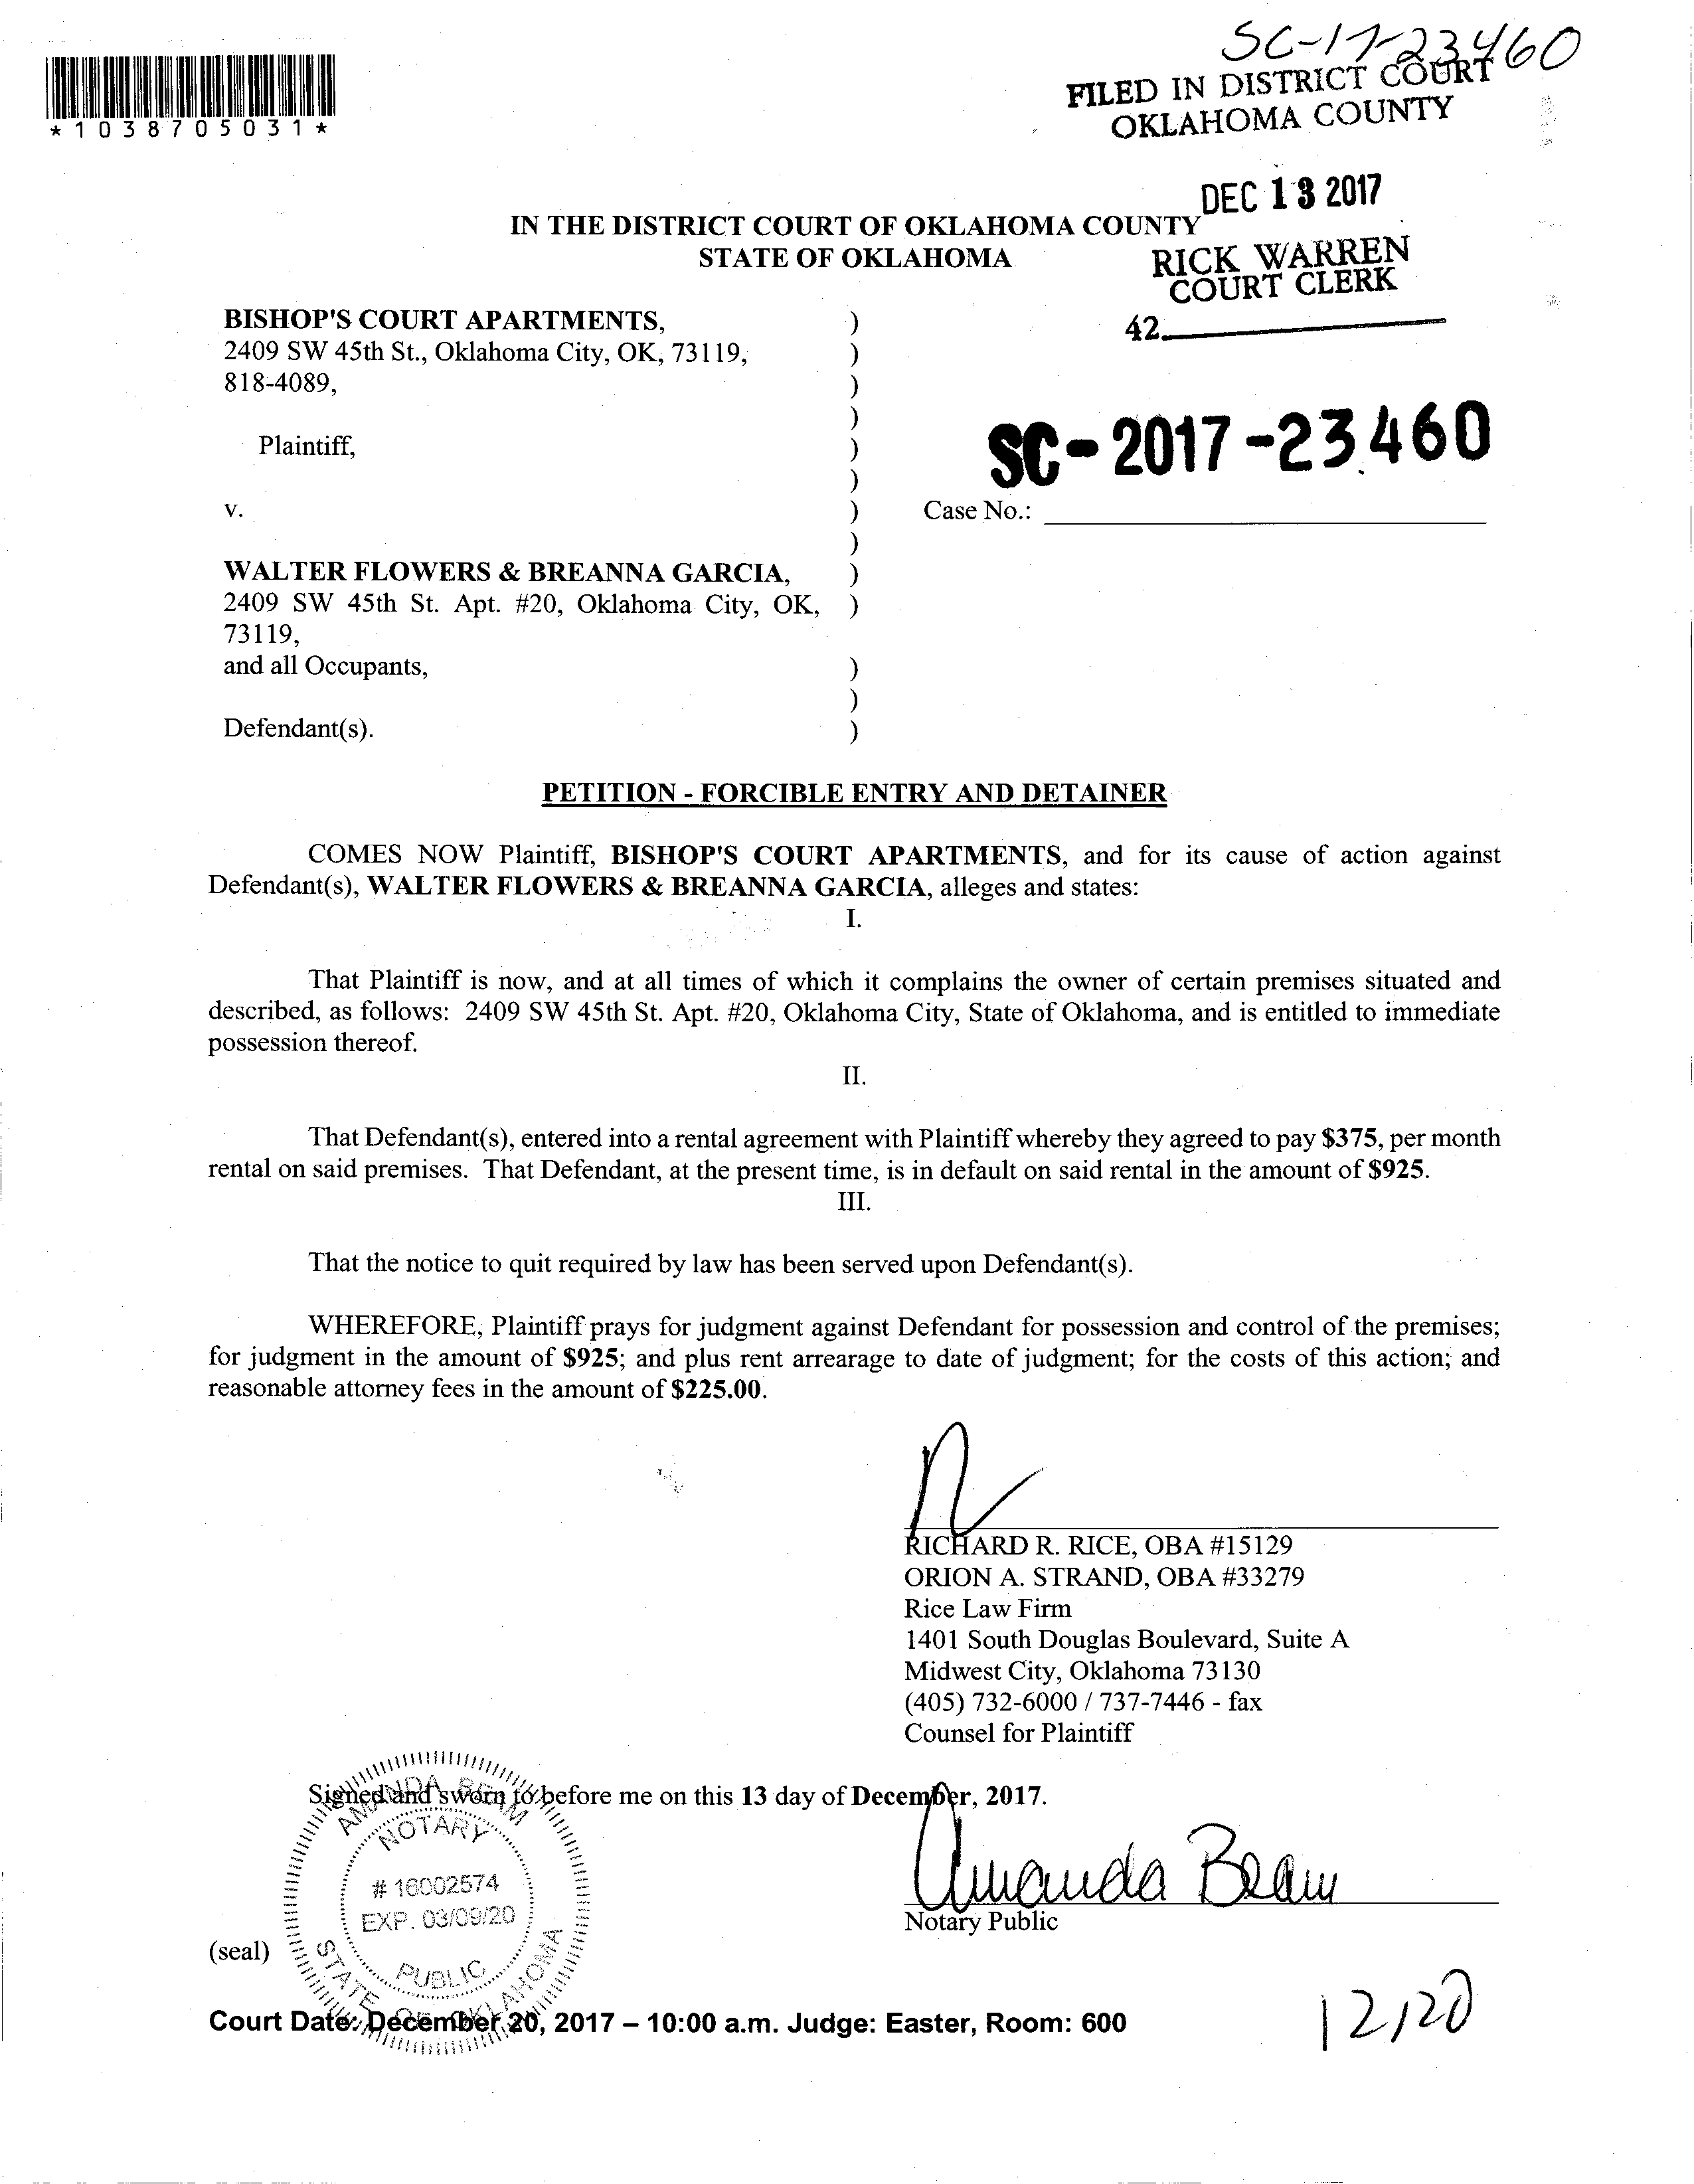 SC-17-23460
*1038705031*
FILED IN DISTRICT COURT
OKLAHOMA COUNTY
DEC 13 2017
IN THE DISTRICT COURT OF OKLAHOMA COUNTY
STATE OF OKLAHOMA
RICK WARREN
COURT CLERK
42
BISHOP'S COURT APARTMENTS, )
2409 SW 45th St., Oklahoma City, OK, 73119, )
818-4089, )
)
Plaintiff, )
)
SC-2017-23460
v. ) Case No.:
)
WALTER FLOWERS & BREANNA GARCIA, )
2409 SW 45th St. Apt. #20, Oklahoma City, OK, )
73119,
and all Occupants, )
)
Defendant(s). )
PETITION - FORCIBLE ENTRY AND DETAINER
COMES NOW Plaintiff, BISHOP'S COURT APARTMENTS, and for its cause of action against
Defendant(s), WALTER FLOWERS & BREANNA GARCIA, alleges and states:
I.
That Plaintiff is now, and at all times of which it complains the owner of certain premises situated and
described, as follows: 2409 SW 45th St. Apt. #20, Oklahoma City, State of Oklahoma, and is entitled to immediate
possession thereof.
II.
That Defendant(s), entered into a rental agreement with Plaintiff whereby they agreed to pay $375, per month
rental on said premises. That Defendant, at the present time, is in default on said rental in the amount of $925.
III.
That the notice to quit required by law has been served upon Defendant(s).
WHEREFORE, Plaintiff prays for judgment against Defendant for possession and control of the premises;
for judgment in the amount of $925; and plus rent arrearage to date of judgment; for the costs of this action; and
reasonable attorney fees in the amount of $225.00.
RICHARD R. RICE, OBA #15129
ORION A. STRAND, OBA #33279
Rice Law Firm
1401 South Douglas Boulevard, Suite A
Midwest City, Oklahoma 73130
(405) 732-6000 / 737-7446 - fax
Counsel for Plaintiff
Signed and sworn to before me on this 13 day of December, 2017.
AMANDA BEAM
NOTARY
# 16002574
EXP. 03/09/20
PUBLIC
STATE OF OKLAHOMA
Amanda Beam
Notary Public
(seal)
Court Date: December 20, 2017 – 10:00 a.m. Judge: Easter, Room: 600
12/20